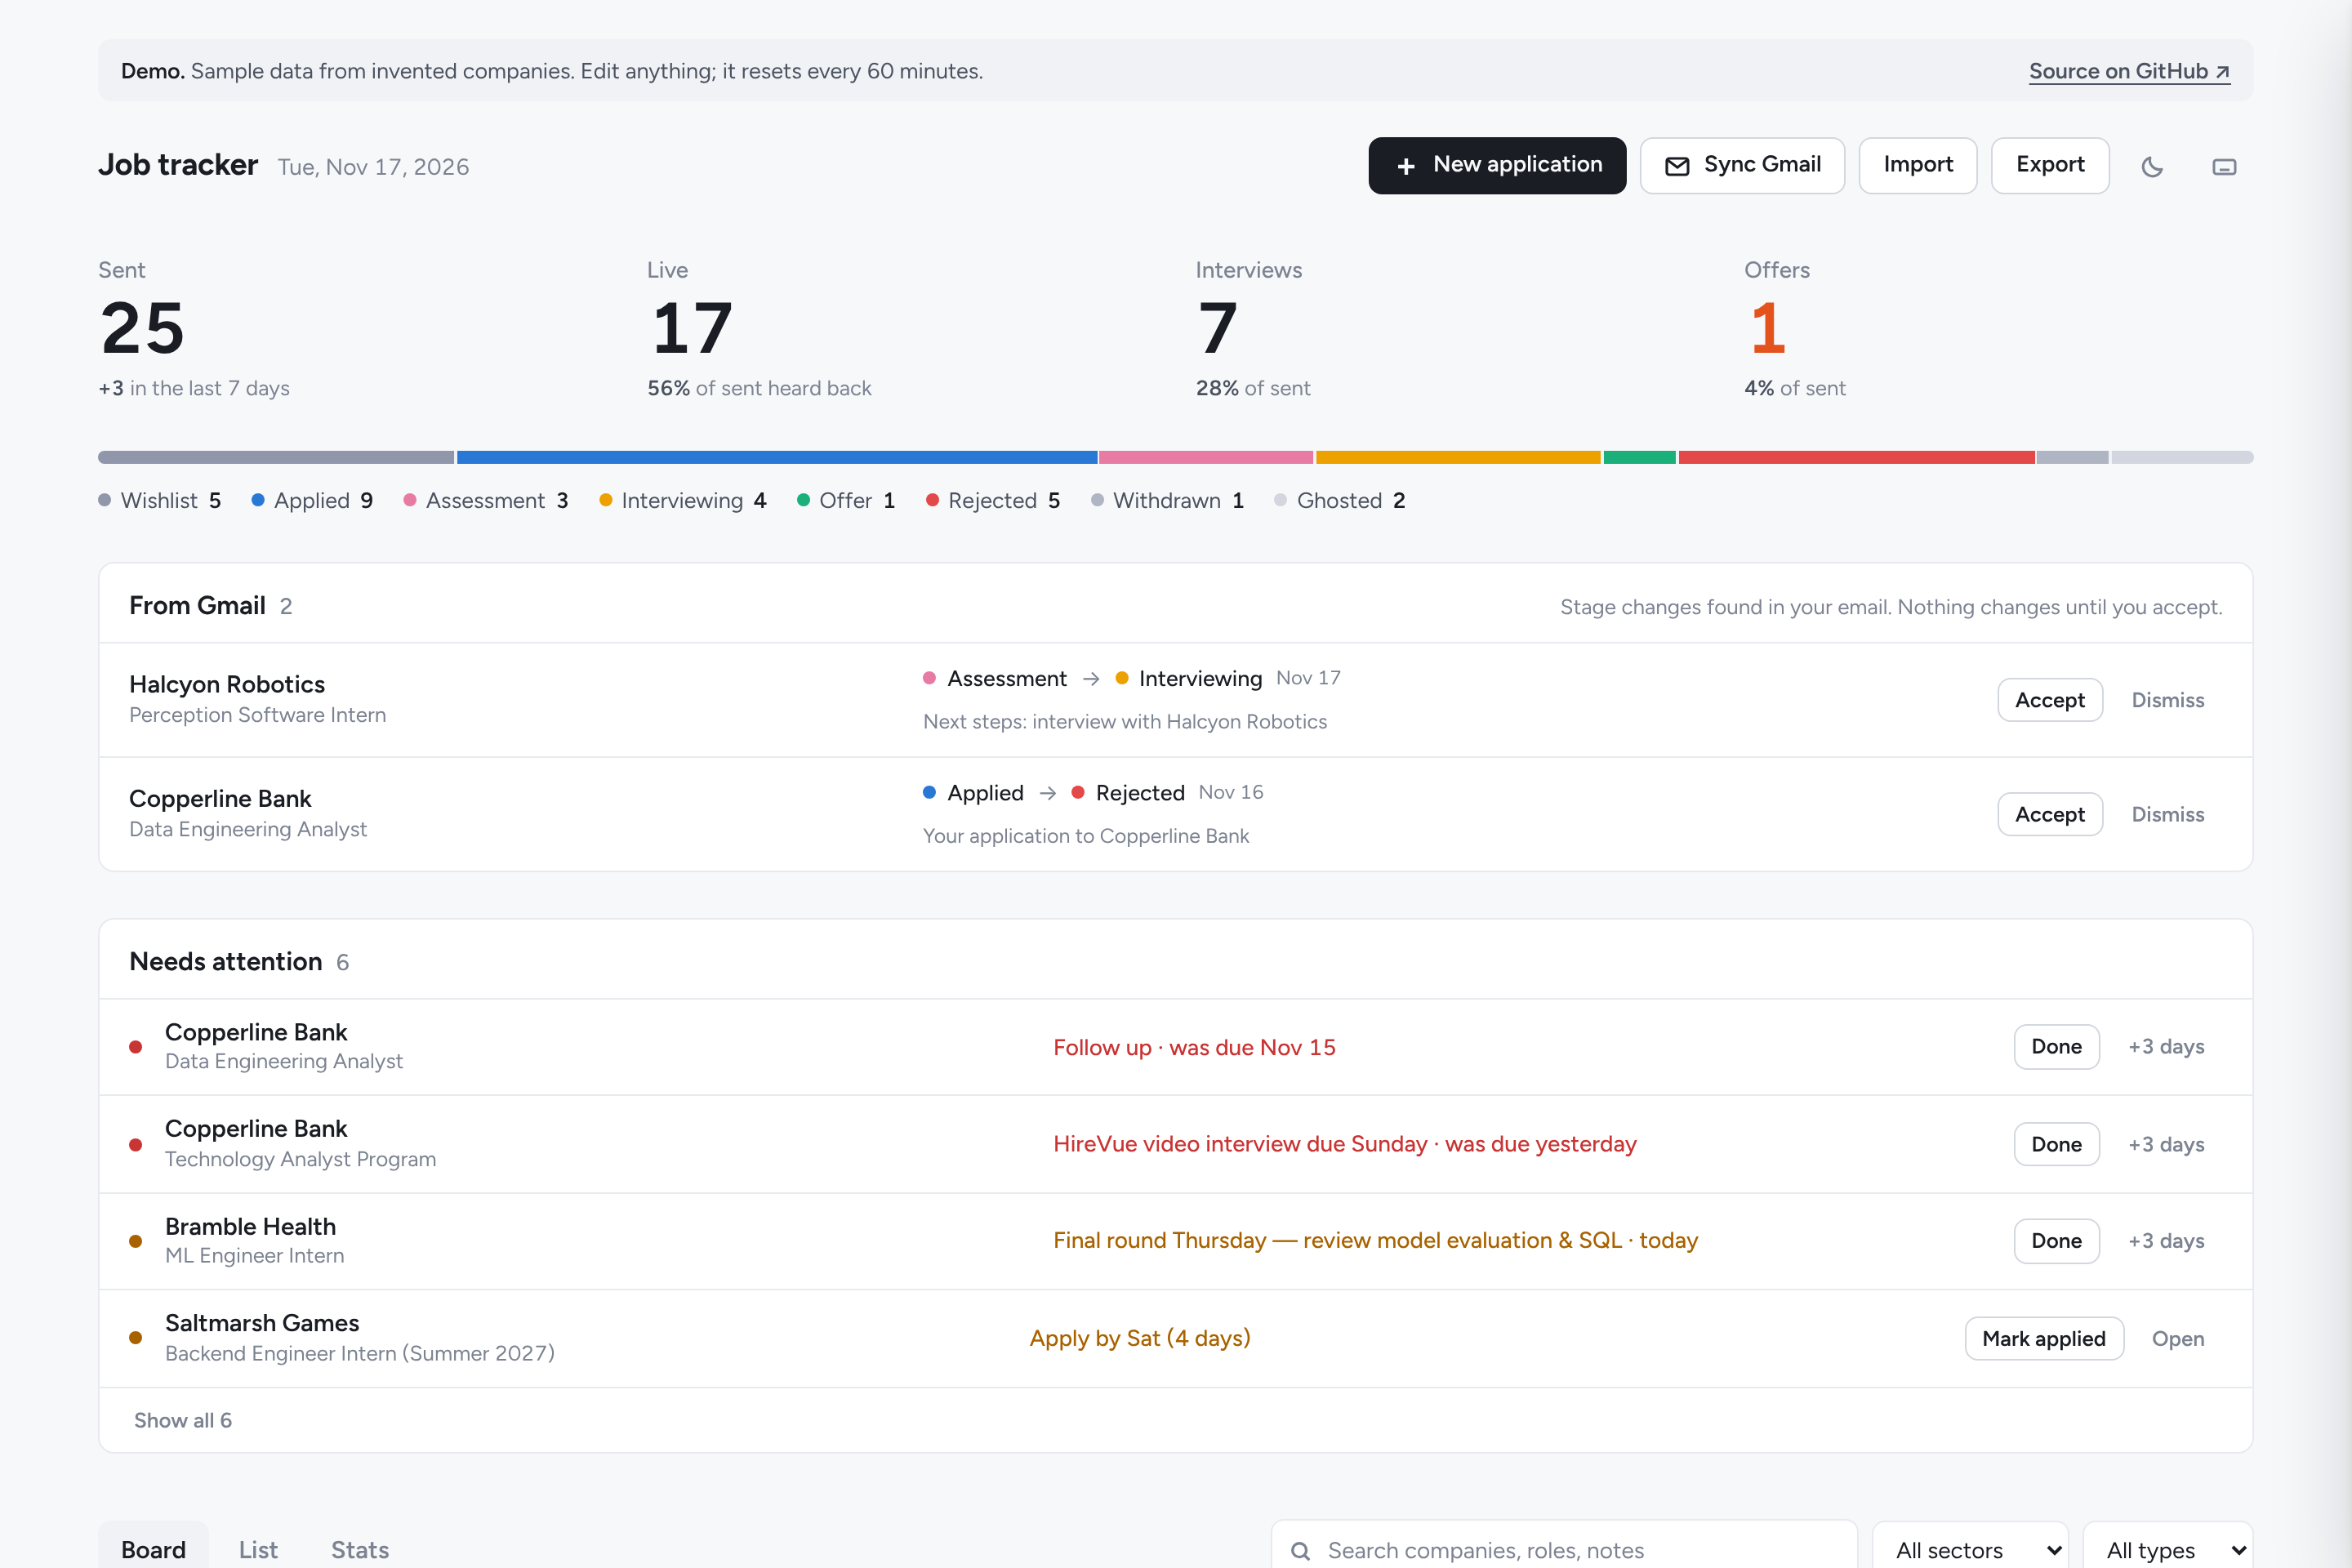 Demo. Sample data from invented companies. Edit anything; it resets every 60 minutes.
Source on GitHub ↗
Job tracker Tue, Nov 17, 2026
+ New application
Sync Gmail
Import
Export
Sent
25
+3 in the last 7 days
Live
17
56% of sent heard back
Interviews
7
28% of sent
Offers
1
4% of sent
Wishlist 5
Applied 9
Assessment 3
Interviewing 4
Offer 1
Rejected 5
Withdrawn 1
Ghosted 2
From Gmail 2
Stage changes found in your email. Nothing changes until you accept.
Halcyon Robotics
Perception Software Intern
Assessment → Interviewing Nov 17
Next steps: interview with Halcyon Robotics
Accept
Dismiss
Copperline Bank
Data Engineering Analyst
Applied → Rejected Nov 16
Your application to Copperline Bank
Accept
Dismiss
Needs attention 6
Copperline Bank
Data Engineering Analyst
Follow up · was due Nov 15
Done
+3 days
Copperline Bank
Technology Analyst Program
HireVue video interview due Sunday · was due yesterday
Done
+3 days
Bramble Health
ML Engineer Intern
Final round Thursday — review model evaluation & SQL · today
Done
+3 days
Saltmarsh Games
Backend Engineer Intern (Summer 2027)
Apply by Sat (4 days)
Mark applied
Open
Show all 6
Board
List
Stats
Search companies, roles, notes
All sectors
All types